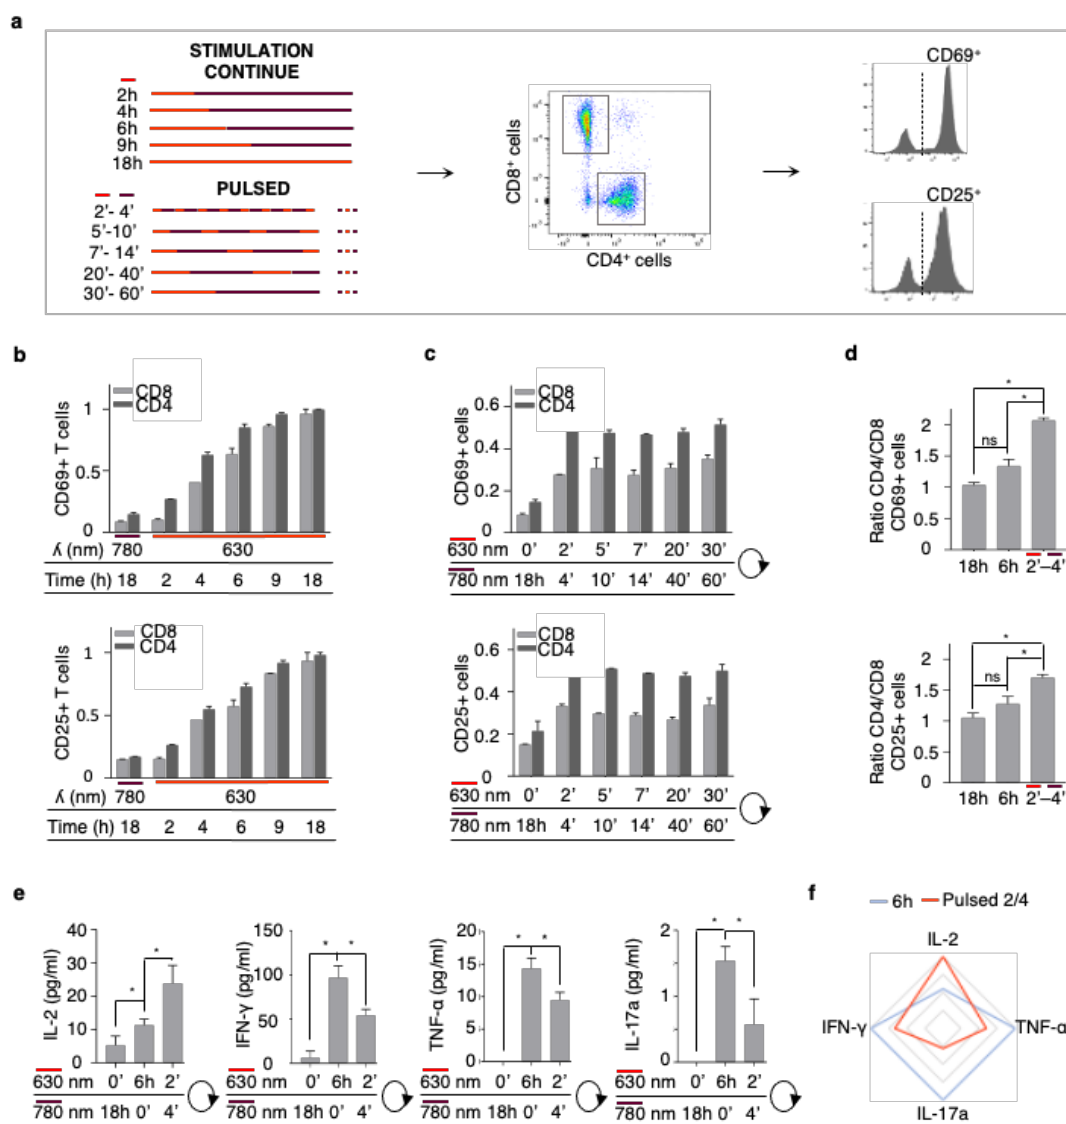 a
STIMULATION
CONTINUE
2h
4h
6h
9h
18h
PULSED
2'- 4'
5'-10'
7'- 14'
20'- 40'
30'- 60'
CD8⁺ cells
CD4⁺ cells
CD69⁺
CD25⁺
b
CD8
CD4
CD69+ T cells
1
0.5
0
ʎ (nm) 780 630
Time (h) 18 2 4 6 9 18
CD8
CD4
CD25+ T cells
1
0.5
0
ʎ (nm) 780 630
Time (h) 18 2 4 6 9 18
c
CD8
CD4
CD69+ cells
0.6
0.4
0.2
0
630 nm 0' 2' 5' 7' 20' 30'
780 nm 18h 4' 10' 14' 40' 60'
CD8
CD4
CD25+ cells
0.6
0.4
0.2
0
630 nm 0' 2' 5' 7' 20' 30'
780 nm 18h 4' 10' 14' 40' 60'
d
Ratio CD4/CD8
CD69+ cells
2
1.5
1
0.5
0
*
*
ns
18h 6h 2'–4'
Ratio CD4/CD8
CD25+ cells
2
1.5
1
0.5
0
*
*
ns
18h 6h 2'–4'
e
IL-2 (pg/ml)
40
30
20
10
0
*
*
630 nm 0' 6h 2'
780 nm 18h 0' 4'
IFN-γ (pg/ml)
150
100
50
0
* *
630 nm 0' 6h 2'
780 nm 18h 0' 4'
TNF-α (pg/ml)
15
10
5
0
* *
630 nm 0' 6h 2'
780 nm 18h 0' 4'
IL-17a (pg/ml)
2
1
0
* *
630 nm 0' 6h 2'
780 nm 18h 0' 4'
f
6h Pulsed 2/4
IL-2
IFN-γ
TNF-α
IL-17a